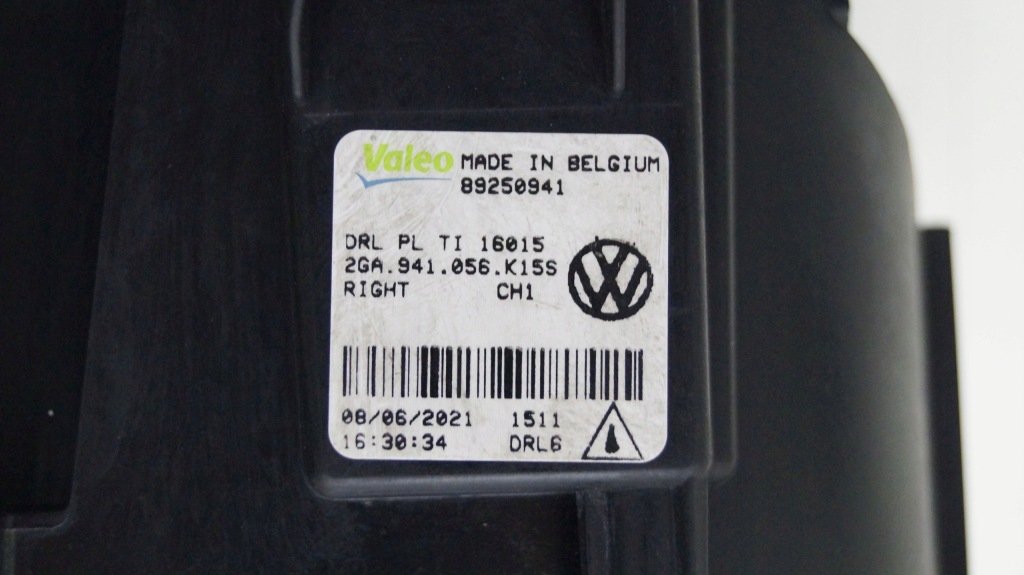 Valeo MADE IN BELGIUM
89250941
DRL PL TI 16015
2GA.941.056.K15S
RIGHT CH1
08/06/2021 1511
16:30:34 DRL6